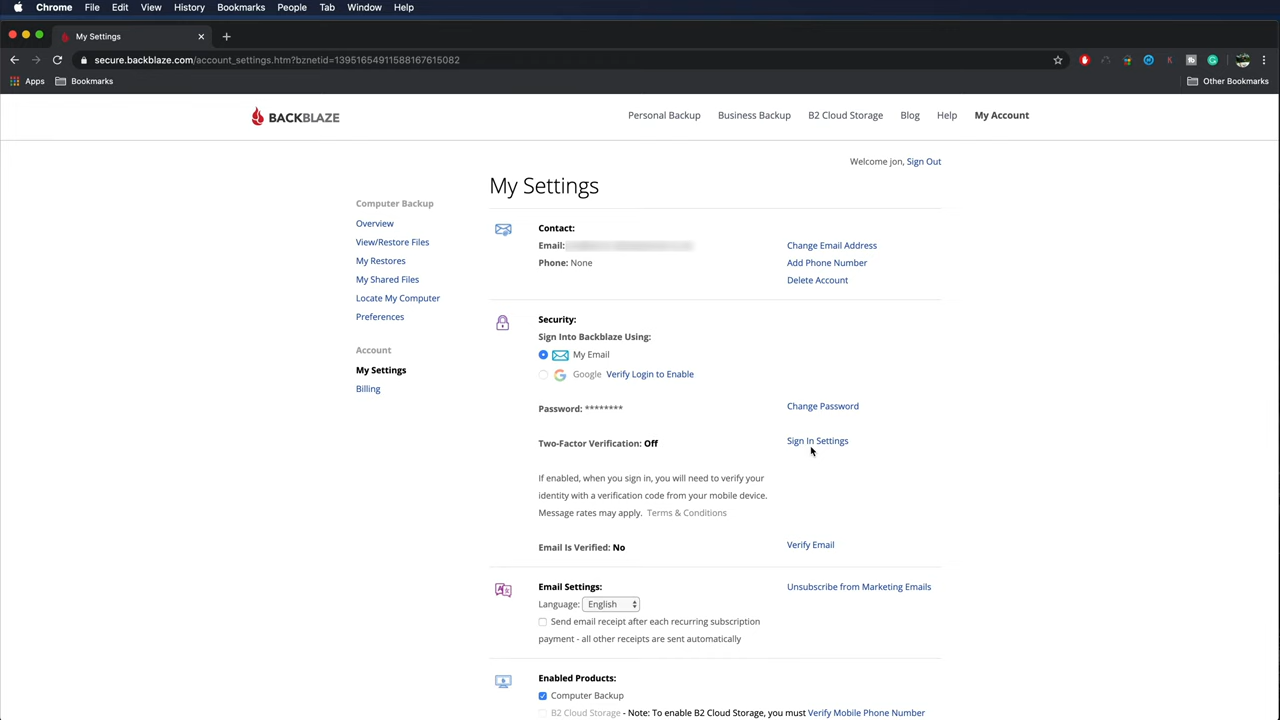 Chrome File Edit View History Bookmarks People Tab Window Help
My Settings
secure.backblaze.com/account_settings.htm?bznetid=13951654911588167615082
Apps Bookmarks Other Bookmarks
BACKBLAZE
Personal Backup Business Backup B2 Cloud Storage Blog Help My Account
Welcome jon, Sign Out
My Settings
Computer Backup
Overview
View/Restore Files
My Restores
My Shared Files
Locate My Computer
Preferences
Account
My Settings
Billing
Contact:
Email: Change Email Address
Phone: None Add Phone Number
Delete Account
Security:
Sign Into Backblaze Using:
My Email
Google Verify Login to Enable
Password: ******** Change Password
Two-Factor Verification: Off Sign In Settings
If enabled, when you sign in, you will need to verify your
identity with a verification code from your mobile device.
Message rates may apply. Terms & Conditions
Email Is Verified: No Verify Email
Email Settings: Unsubscribe from Marketing Emails
Language: English
Send email receipt after each recurring subscription
payment - all other receipts are sent automatically
Enabled Products:
Computer Backup
B2 Cloud Storage - Note: To enable B2 Cloud Storage, you must Verify Mobile Phone Number